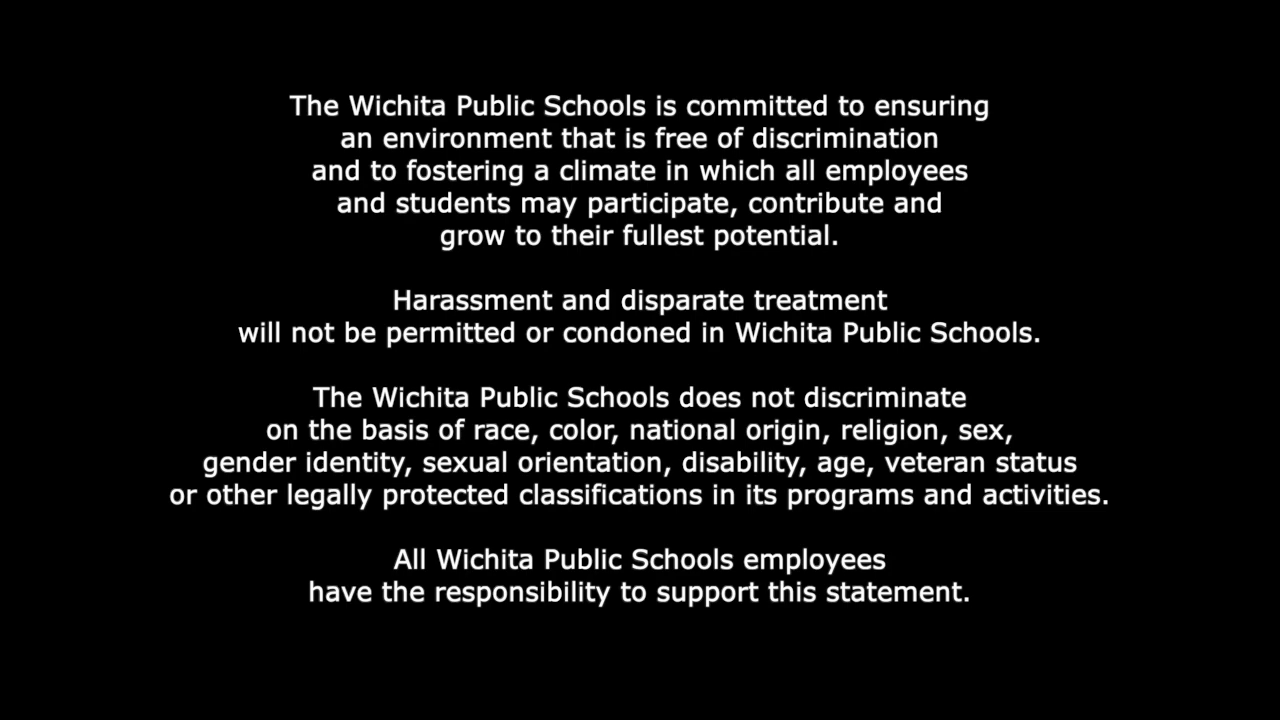 The Wichita Public Schools is committed to ensuring
an environment that is free of discrimination
and to fostering a climate in which all employees
and students may participate, contribute and
grow to their fullest potential.
Harassment and disparate treatment
will not be permitted or condoned in Wichita Public Schools.
The Wichita Public Schools does not discriminate
on the basis of race, color, national origin, religion, sex,
gender identity, sexual orientation, disability, age, veteran status
or other legally protected classifications in its programs and activities.
All Wichita Public Schools employees
have the responsibility to support this statement.